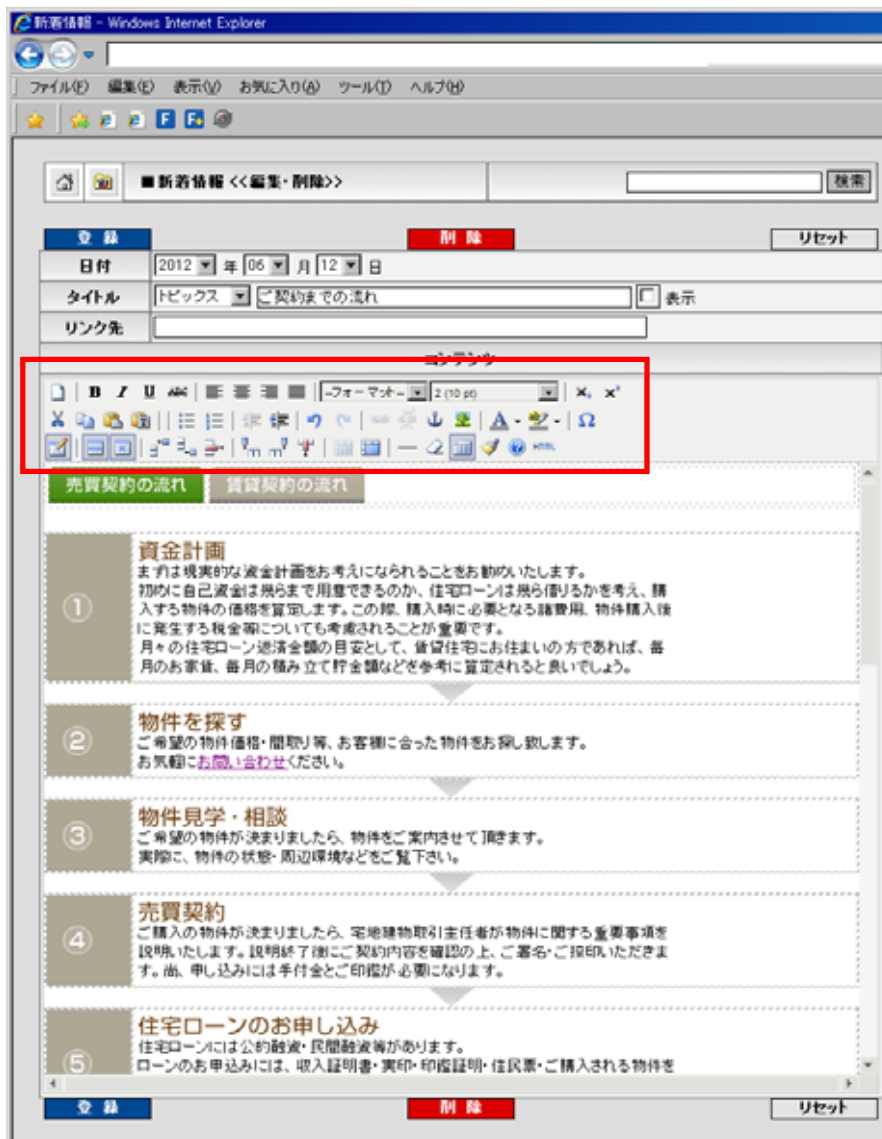 新着情報 - Windows Internet Explorer
ファイル(F) 編集(E) 表示(V) お気に入り(A) ツール(T) ヘルプ(H)
■新着情報 <<編集・削除>> 検索
登録 削除 リセット
日付 2012 年 06 月 12 日
タイトル トピックス ご契約までの流れ 表示
リンク先
コンテンツ
B I U ABC --フォーマット-- 2 (10 pt) ×₂ ×²
A Ω
HTML
売買契約の流れ 賃貸契約の流れ
① 資金計画
まずは現実的な資金計画をお考えになられることをお勧めいたします。
初めに自己資金は幾らまで用意できるのか、住宅ローンは幾ら借りるかを考え、購
入する物件の価格を算定します。この際、購入時に必要となる諸費用、物件購入後
に発生する税金等についても考慮されることが重要です。
月々の住宅ローン返済金額の目安として、賃貸住宅にお住まいの方であれば、毎
月のお家賃、毎月の積み立て貯金額などを参考に算定されると良いでしょう。
② 物件を探す
ご希望の物件価格・間取り等、お客様に合った物件をお探し致します。
お気軽にお問い合わせください。
③ 物件見学・相談
ご希望の物件が決まりましたら、物件をご案内させて頂きます。
実際に、物件の状態・周辺環境などをご覧下さい。
④ 売買契約
ご購入の物件が決まりましたら、宅地建物取引主任者が物件に関する重要事項を
説明いたします。説明終了後にご契約内容を確認の上、ご署名・ご捺印いただきま
す。尚、申し込みには手付金とご印鑑が必要になります。
⑤ 住宅ローンのお申し込み
住宅ローンには公的融資・民間融資等があります。
ローンのお申込みには、収入証明書・実印・印鑑証明・住民票・ご購入される物件を
登録 削除 リセット